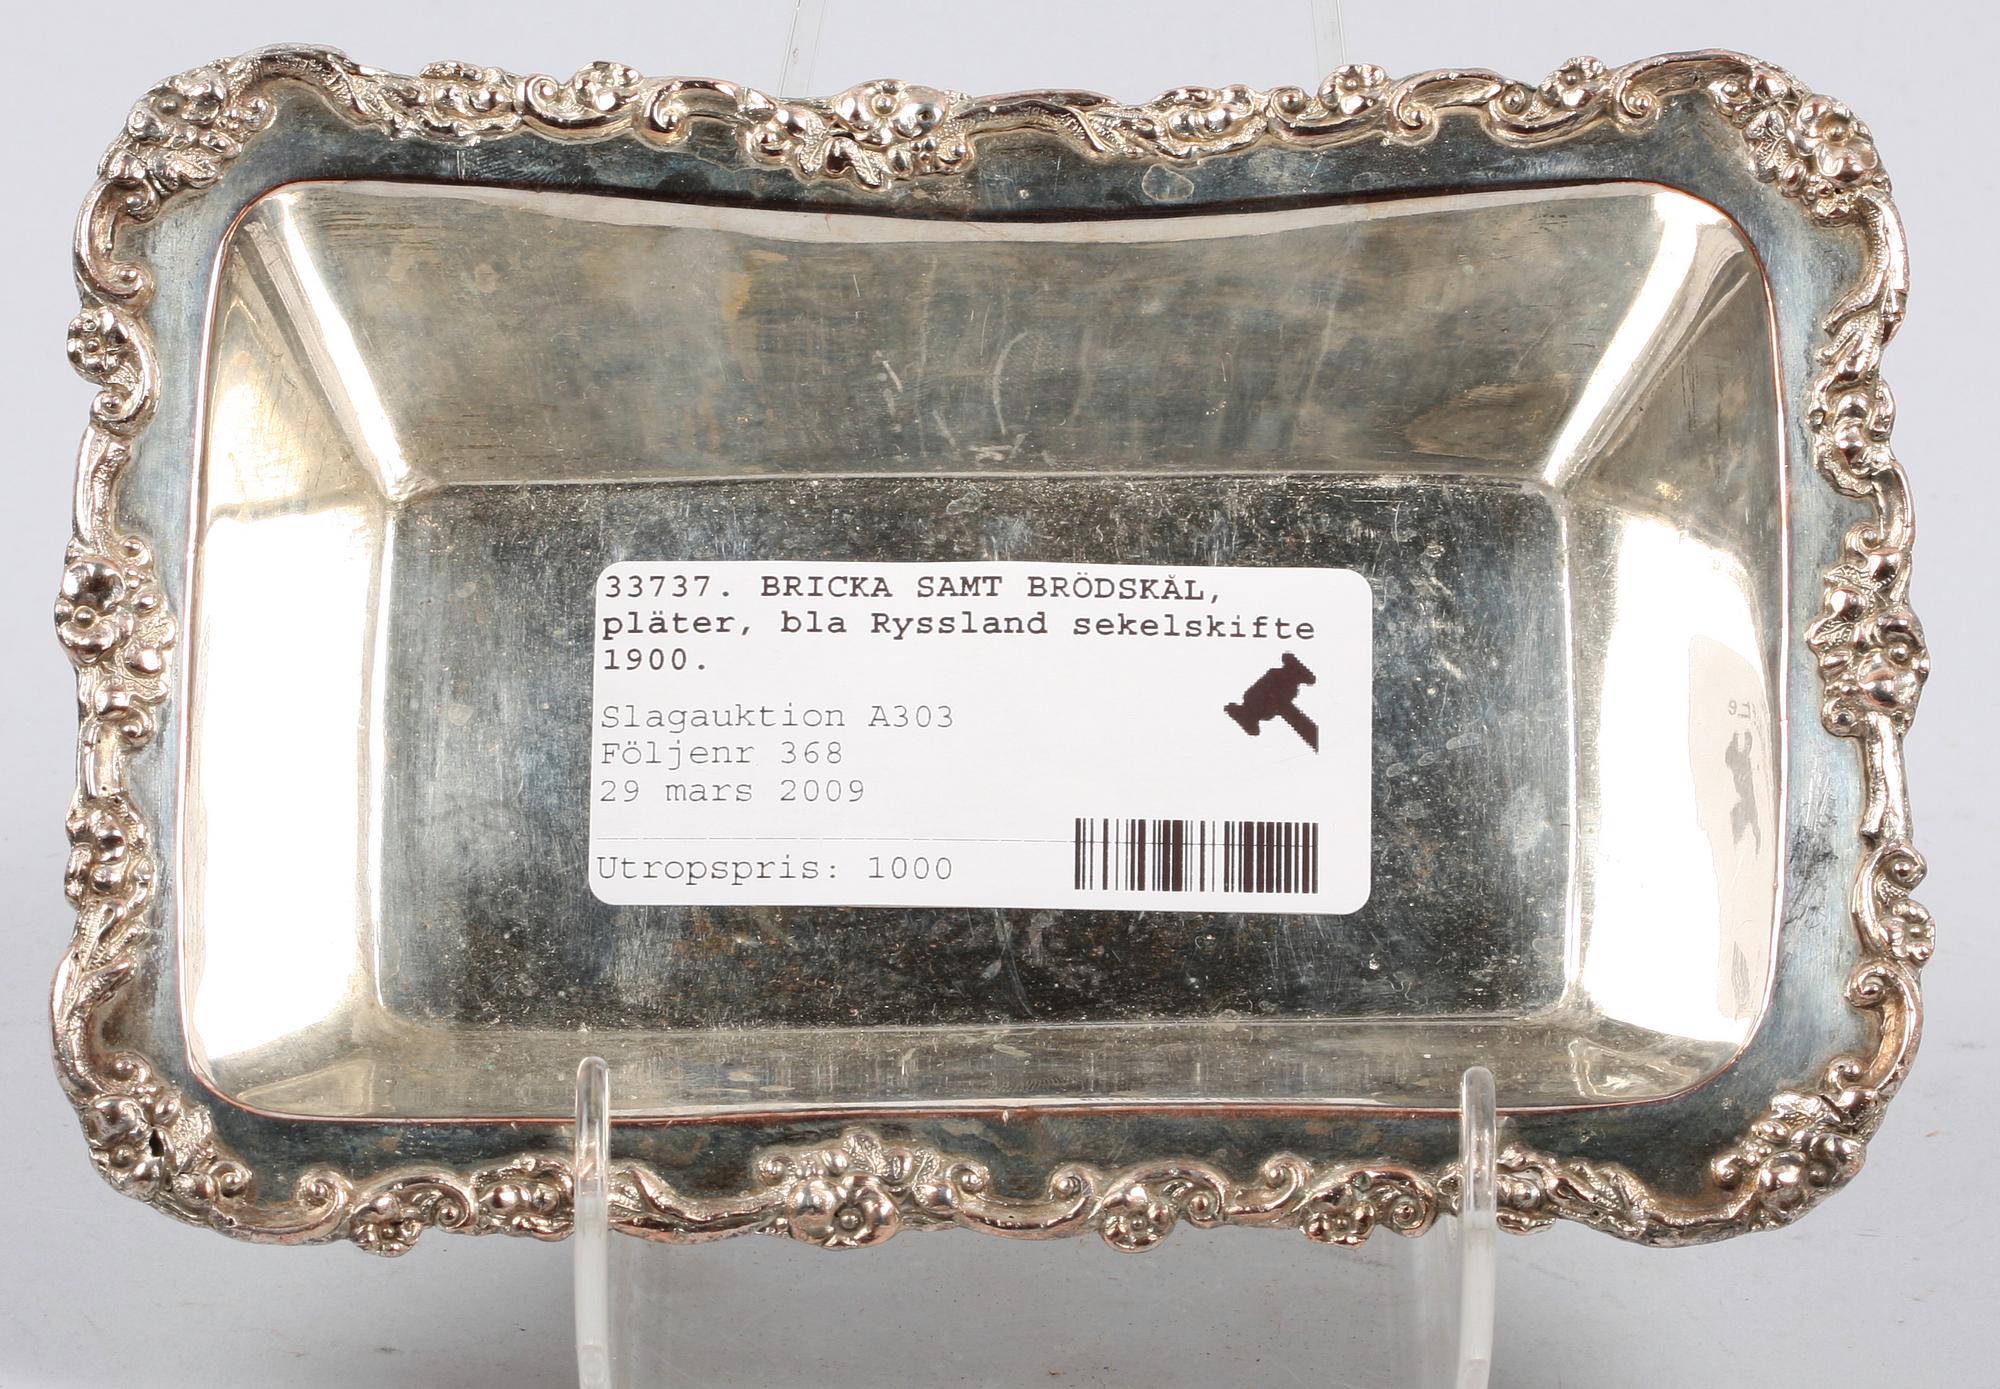 33737. BRICKA SAMT BRÖDSKÅL,
pläter, bla Ryssland sekelskifte
1900.
Slagauktion A303
Följenr 368
29 mars 2009
Utropspris: 1000